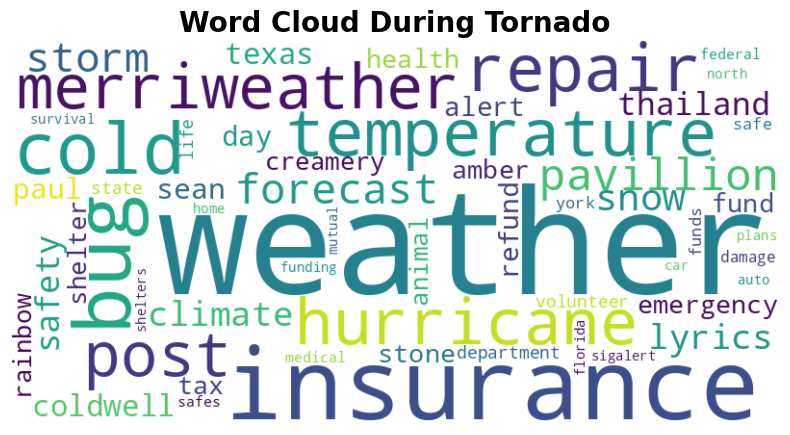 Word Cloud During Tornado
storm
texas
health
repair
federal
north
merriweather
alert
thailand
survival
cold
life
day
temperature
safe
creamery
amber
pavillion
paul
state
sean
forecast
snow
fund
york
refund
home
bug
shelter
weather
mutual
animal
funds
plans
damage
car
auto
funding
safety
shelters
rainbow
climate
hurricane
volunteer
emergency
post
lyrics
stone
department
florida
sigalert
medical
insurance
tax
safes
coldwell